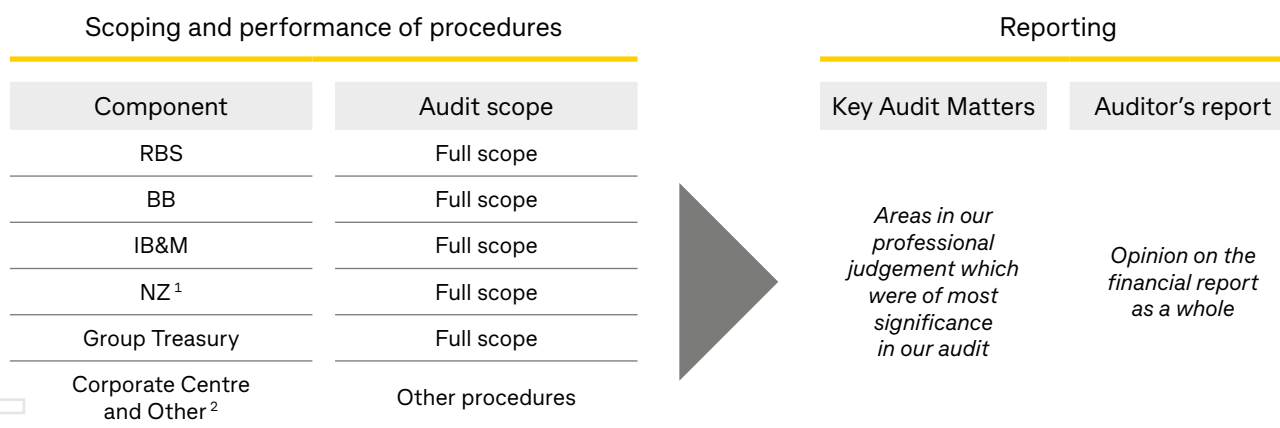 Scoping and performance of procedures
Component
Audit scope
RBS
Full scope
BB
Full scope
IB&M
Full scope
NZ 1
Full scope
Group Treasury
Full scope
Corporate Centre
and Other 2
Other procedures
Reporting
Key Audit Matters
Auditor’s report
Areas in our
professional
judgement which
were of most
significance
in our audit
Opinion on the
financial report
as a whole